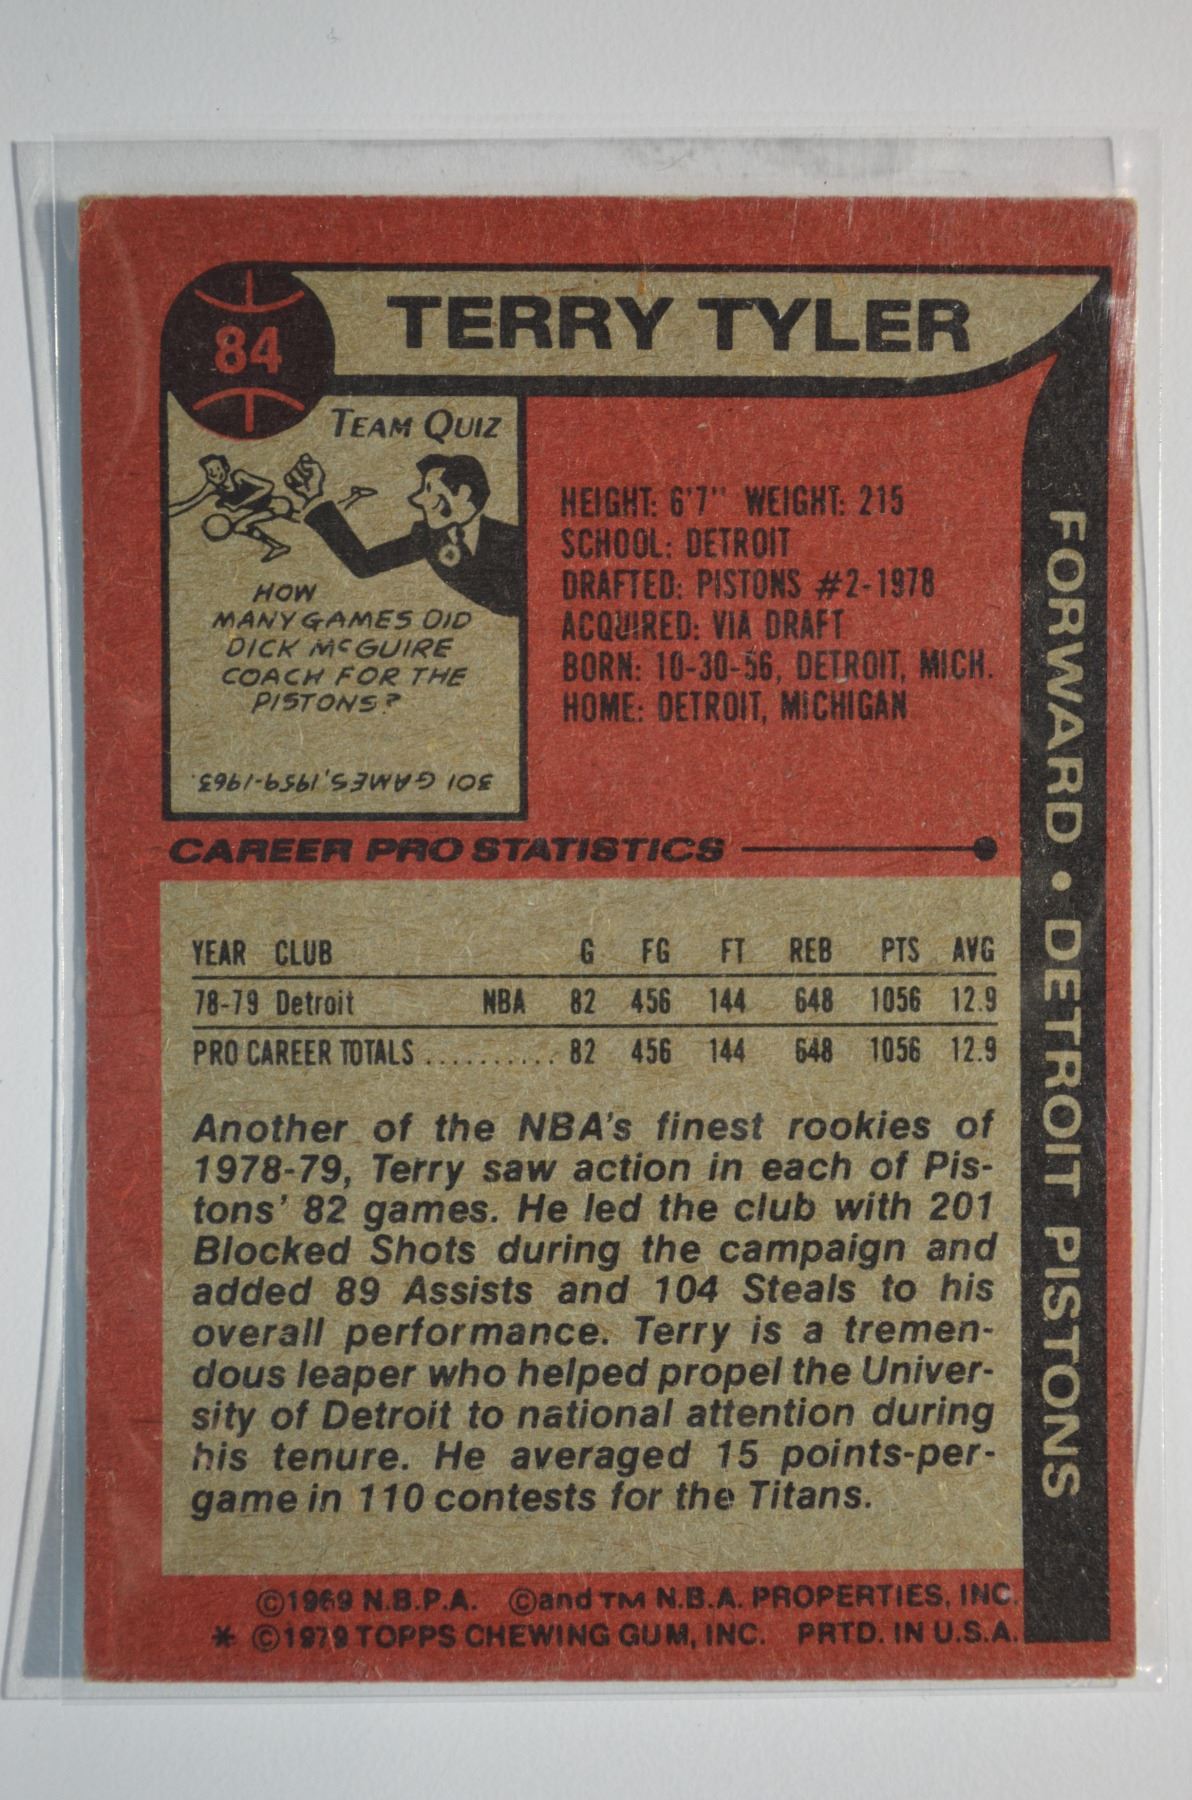 84
TERRY TYLER
TEAM QUIZ
HOW
MANY GAMES DID
DICK McGUIRE
COACH FOR THE
PISTONS?
301 GAMES, 1959-1963.
HEIGHT: 6'7" WEIGHT: 215
SCHOOL: DETROIT
DRAFTED: PISTONS #2-1978
ACQUIRED: VIA DRAFT
BORN: 10-30-56, DETROIT, MICH.
HOME: DETROIT, MICHIGAN
FORWARD • DETROIT PISTONS
CAREER PRO STATISTICS
YEAR CLUB G FG FT REB PTS AVG
78-79 Detroit NBA 82 456 144 648 1056 12.9
PRO CAREER TOTALS .......... 82 456 144 648 1056 12.9
Another of the NBA's finest rookies of
1978-79, Terry saw action in each of Pis-
tons' 82 games. He led the club with 201
Blocked Shots during the campaign and
added 89 Assists and 104 Steals to his
overall performance. Terry is a tremen-
dous leaper who helped propel the Univer-
sity of Detroit to national attention during
his tenure. He averaged 15 points-per-
game in 110 contests for the Titans.
©1969 N.B.P.A. ©and TM N.B.A. PROPERTIES, INC.
* ©1979 TOPPS CHEWING GUM, INC. PRTD. IN U.S.A.